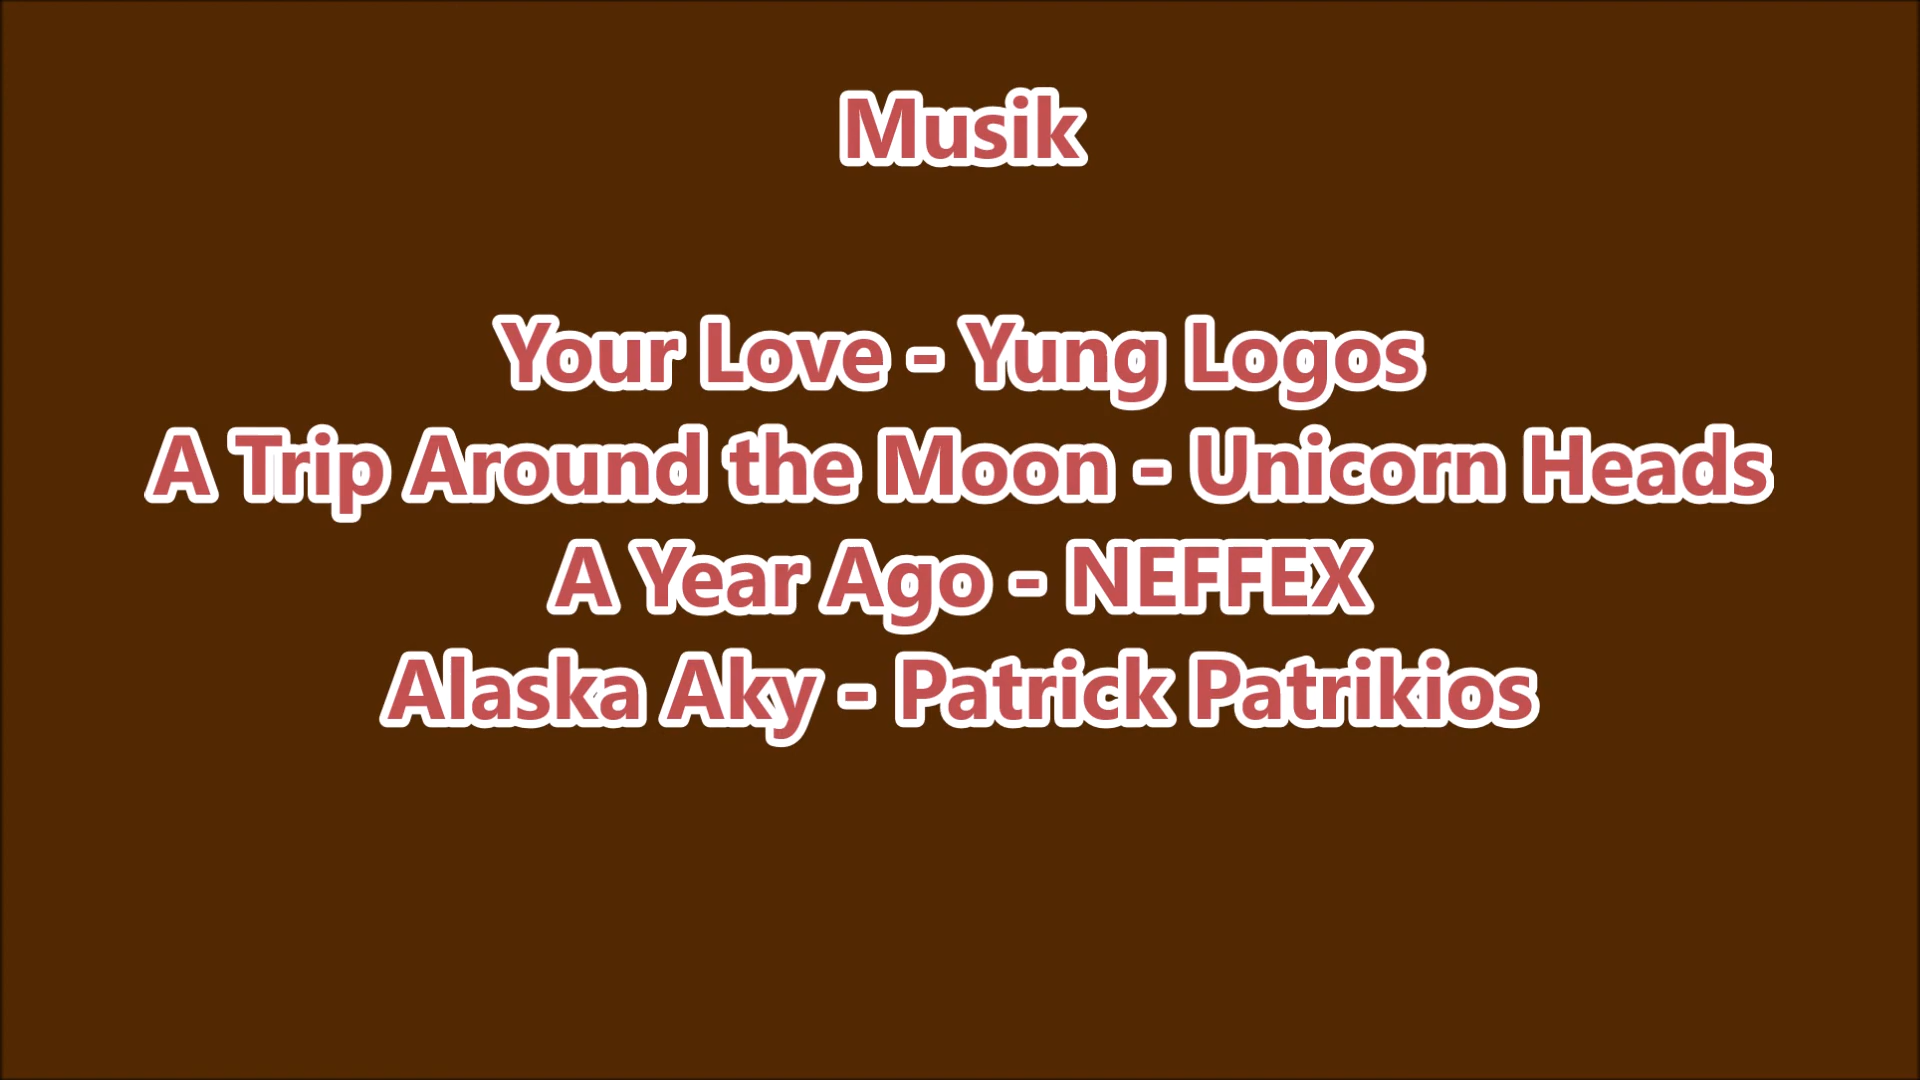 Musik
Your Love - Yung Logos
A Trip Around the Moon - Unicorn Heads
A Year Ago - NEFFEX
Alaska Aky - Patrick Patrikios